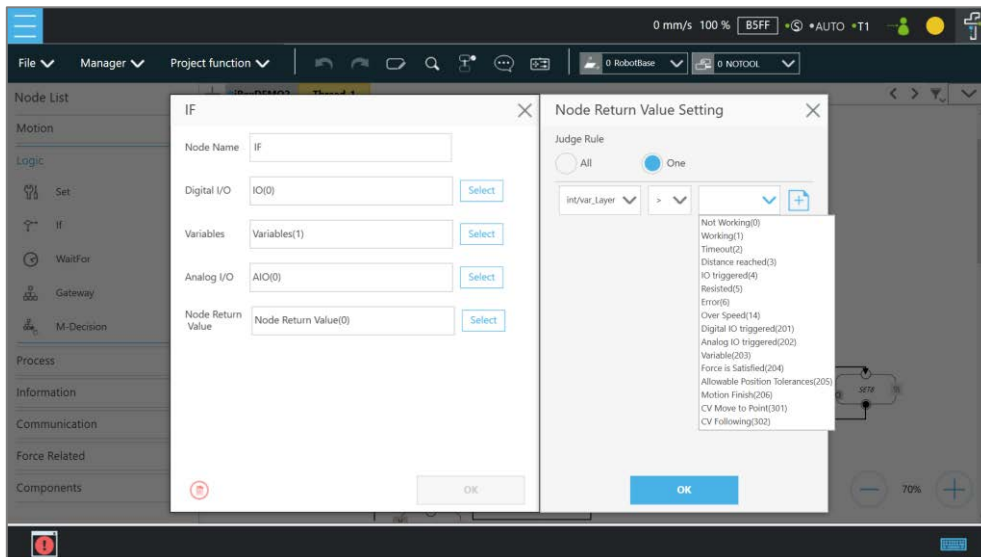 0 mm/s 100 % B5FF S AUTO T1
File Manager Project function 0 RobotBase 0 NOTOOL
Node List
Motion
Logic
Set
If
WaitFor
Gateway
M-Decision
Process
Information
Communication
Force Related
Components
IF
Node Name IF
Digital I/O IO(0) Select
Variables Variables(1) Select
Analog I/O AIO(0) Select
Node Return
Value
Node Return Value(0) Select
OK
Node Return Value Setting
Judge Rule
All One
int/var_Layer >
Not Working(0)
Working(1)
Timeout(2)
Distance reached(3)
IO triggered(4)
Resisted(5)
Error(6)
Over Speed(14)
Digital IO triggered(201)
Analog IO triggered(202)
Variable(203)
Force is Satisfied(204)
Allowable Position Tolerances(205)
Motion Finish(206)
CV Move to Point(301)
CV Following(302)
OK
70%